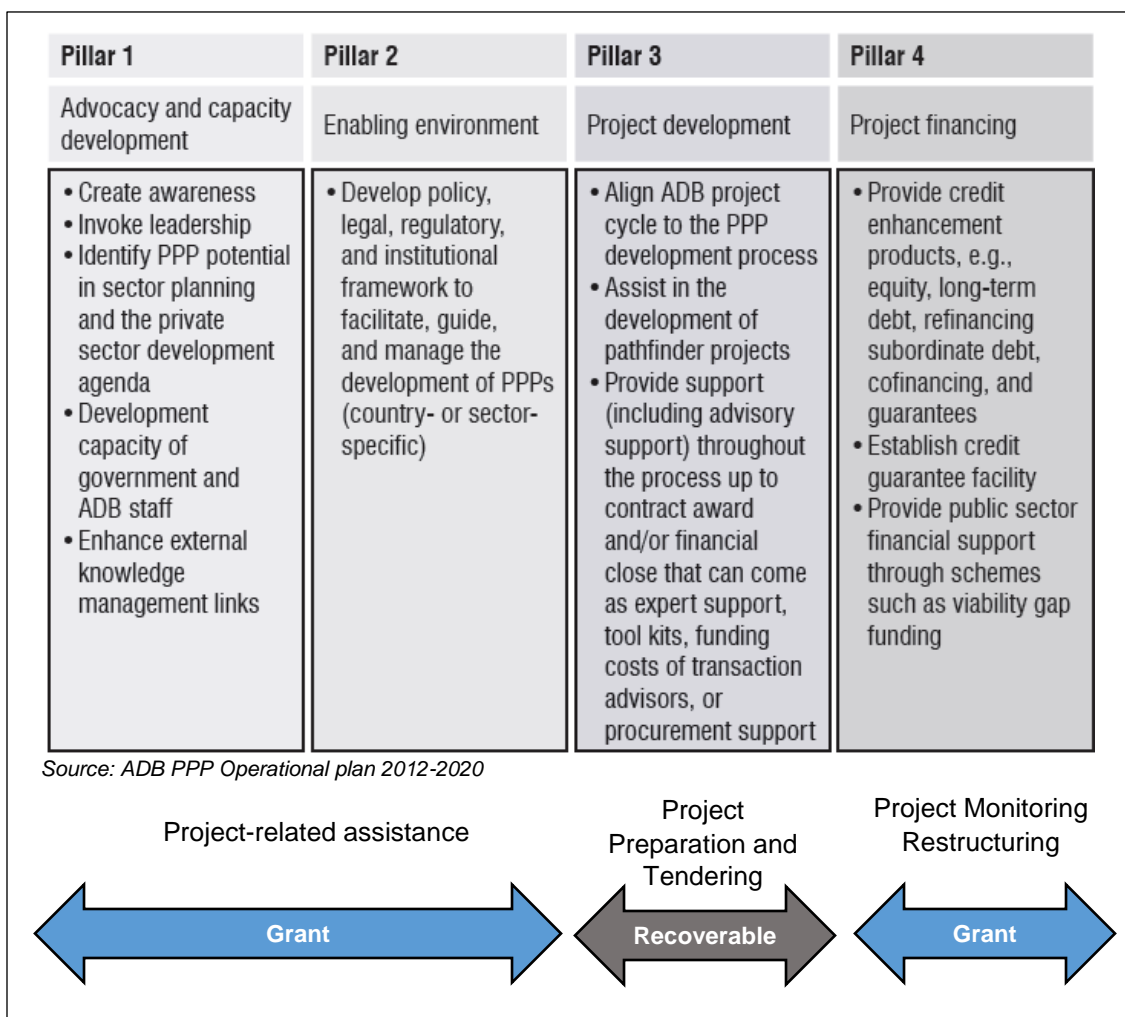 Pillar 1
Advocacy and capacity
development
• Create awareness
• Invoke leadership
• Identify PPP potential
in sector planning
and the private
sector development
agenda
• Development
capacity of
government and
ADB staff
• Enhance external
knowledge
management links
Pillar 2
Enabling environment
• Develop policy,
legal, regulatory,
and institutional
framework to
facilitate, guide,
and manage the
development of PPPs
(country- or sector-
specific)
Pillar 3
Project development
• Align ADB project
cycle to the PPP
development process
• Assist in the
development of
pathfinder projects
• Provide support
(including advisory
support) throughout
the process up to
contract award
and/or financial
close that can come
as expert support,
tool kits, funding
costs of transaction
advisors, or
procurement support
Pillar 4
Project financing
• Provide credit
enhancement
products, e.g.,
equity, long-term
debt, refinancing
subordinate debt,
cofinancing, and
guarantees
• Establish credit
guarantee facility
• Provide public sector
financial support
through schemes
such as viability gap
funding
Source: ADB PPP Operational plan 2012-2020
Project-related assistance
Grant
Project
Preparation and
Tendering
Recoverable
Project Monitoring
Restructuring
Grant